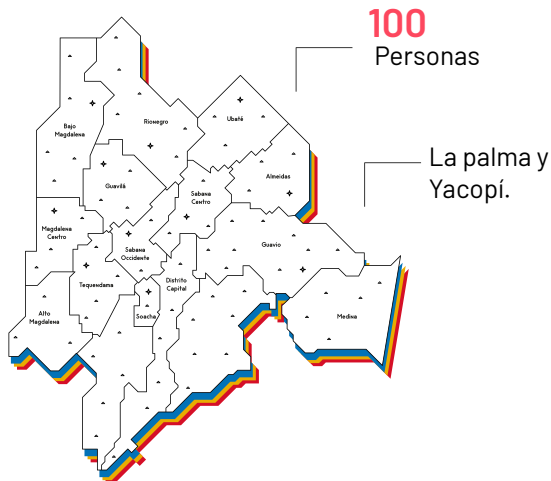 100
Personas
La palma y
Yacopí.
Bajo
Magdalena
Rionegro
Ubaté
Guavilá
Almeidas
Sabana
Centro
Magdalena
Centro
Sabana
Occidente
Guavio
Tequendama
Distrito
Capital
Alto
Magdalena
Soacha
Medina